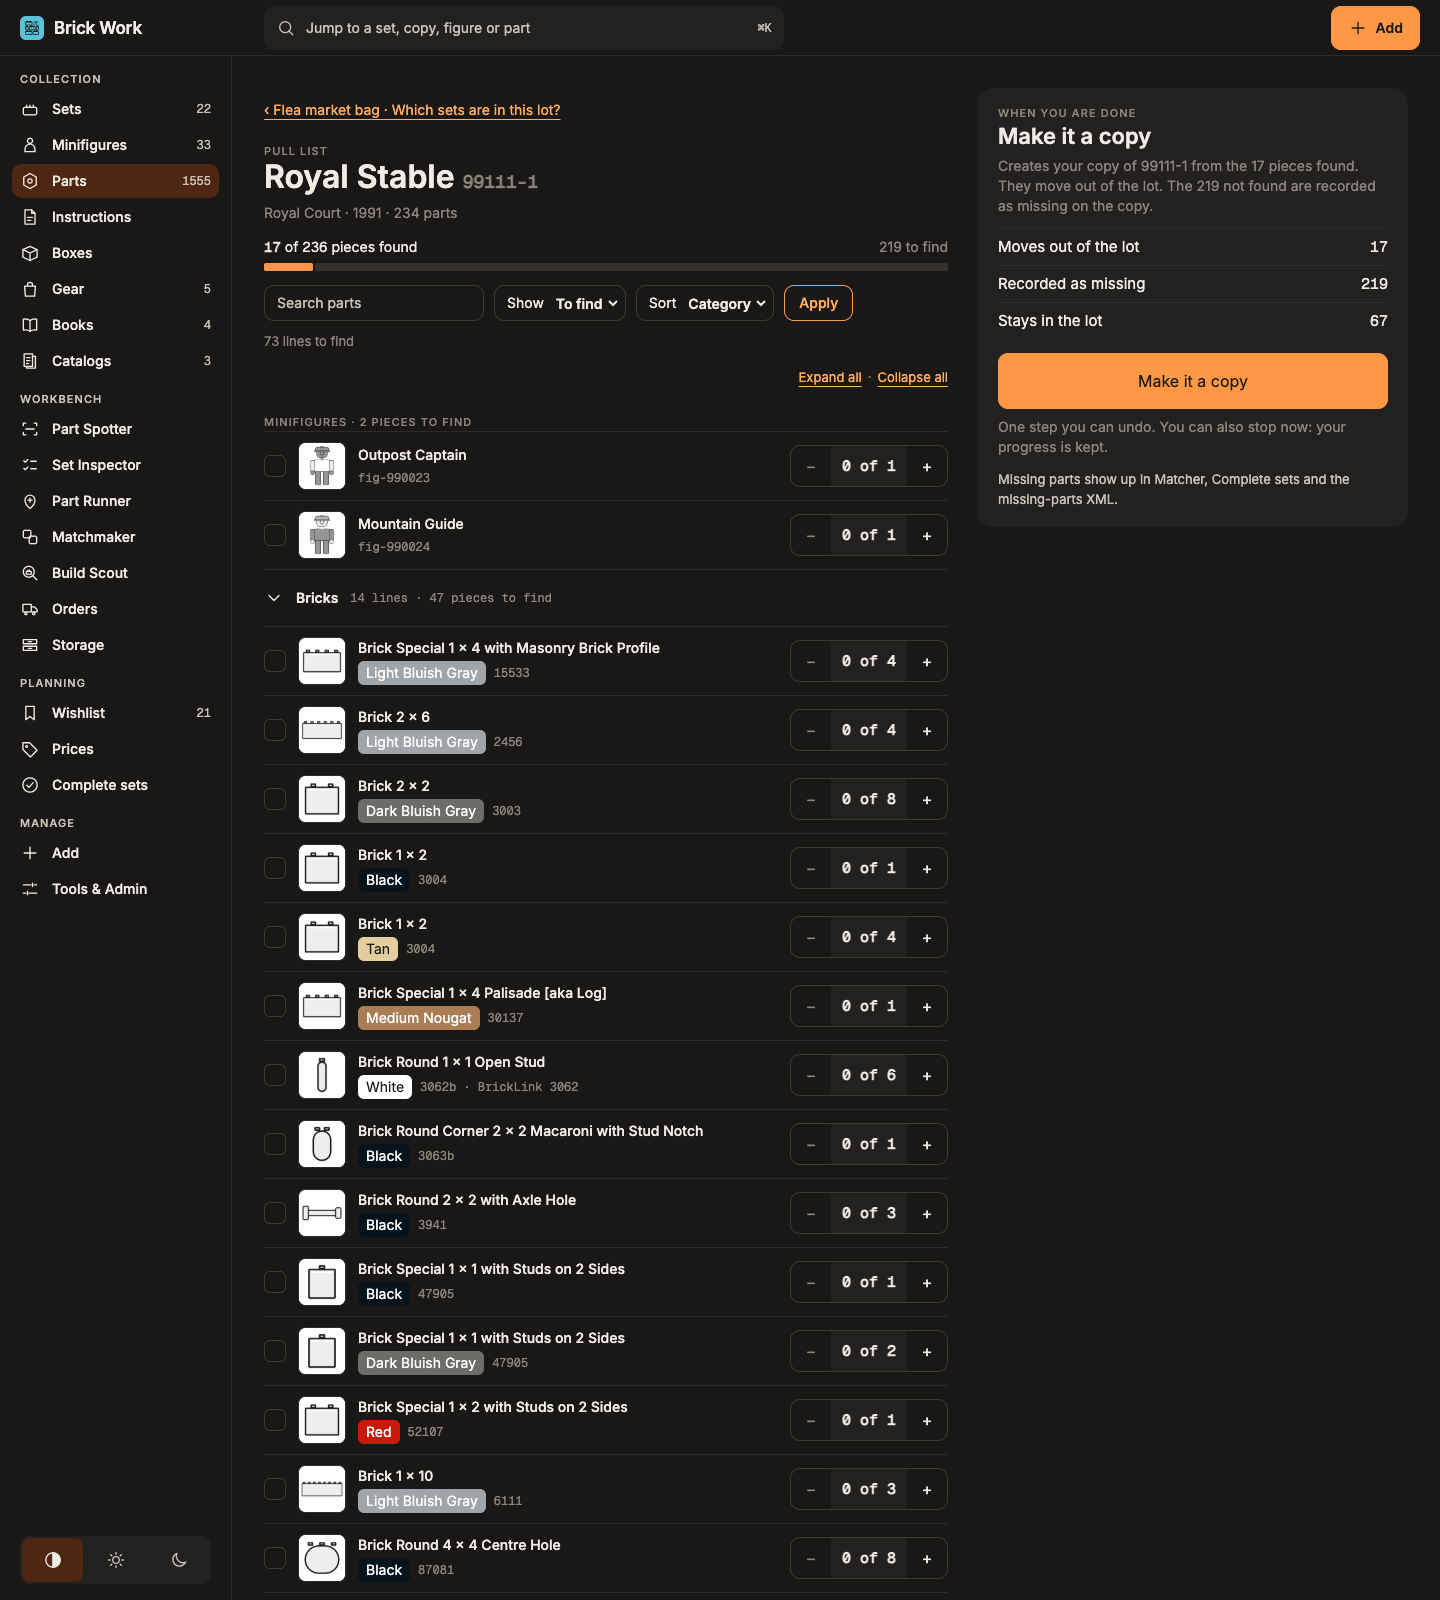 Brick Work
Jump to a set, copy, figure or part
⌘K
Add
COLLECTION
Sets 22
Minifigures 33
Parts 1555
Instructions
Boxes
Gear 5
Books 4
Catalogs 3
WORKBENCH
Part Spotter
Set Inspector
Part Runner
Matchmaker
Build Scout
Orders
Storage
PLANNING
Wishlist 21
Prices
Complete sets
MANAGE
Add
Tools & Admin
‹ Flea market bag · Which sets are in this lot?
PULL LIST
Royal Stable 99111-1
Royal Court · 1991 · 234 parts
17 of 236 pieces found
219 to find
Search parts
Show To find
Sort Category
Apply
73 lines to find
Expand all · Collapse all
MINIFIGURES · 2 PIECES TO FIND
Outpost Captain
fig-990023
− 0 of 1 +
Mountain Guide
fig-990024
− 0 of 1 +
Bricks 14 lines · 47 pieces to find
Brick Special 1 × 4 with Masonry Brick Profile
Light Bluish Gray 15533
− 0 of 4 +
Brick 2 × 6
Light Bluish Gray 2456
− 0 of 4 +
Brick 2 × 2
Dark Bluish Gray 3003
− 0 of 8 +
Brick 1 × 2
Black 3004
− 0 of 1 +
Brick 1 × 2
Tan 3004
− 0 of 4 +
Brick Special 1 × 4 Palisade [aka Log]
Medium Nougat 30137
− 0 of 1 +
Brick Round 1 × 1 Open Stud
White 3062b · BrickLink 3062
− 0 of 6 +
Brick Round Corner 2 × 2 Macaroni with Stud Notch
Black 3063b
− 0 of 1 +
Brick Round 2 × 2 with Axle Hole
Black 3941
− 0 of 3 +
Brick Special 1 × 1 with Studs on 2 Sides
Black 47905
− 0 of 1 +
Brick Special 1 × 1 with Studs on 2 Sides
Dark Bluish Gray 47905
− 0 of 2 +
Brick Special 1 × 2 with Studs on 2 Sides
Red 52107
− 0 of 1 +
Brick 1 × 10
Light Bluish Gray 6111
− 0 of 3 +
Brick Round 4 × 4 Centre Hole
Black 87081
− 0 of 8 +
WHEN YOU ARE DONE
Make it a copy
Creates your copy of 99111-1 from the 17 pieces found.
They move out of the lot. The 219 not found are recorded
as missing on the copy.
Moves out of the lot 17
Recorded as missing 219
Stays in the lot 67
Make it a copy
One step you can undo. You can also stop now: your
progress is kept.
Missing parts show up in Matcher, Complete sets and the
missing-parts XML.